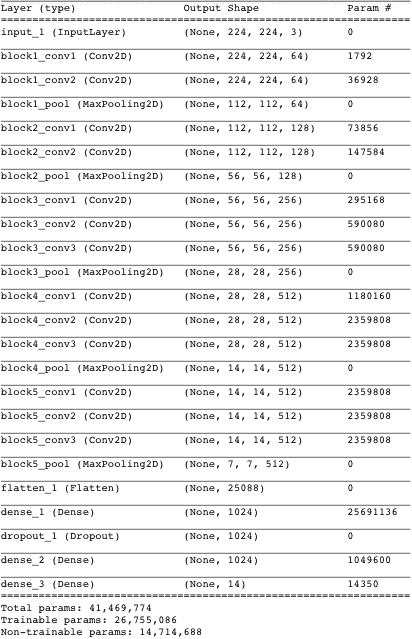 Layer (type) Output Shape Param #
input_1 (InputLayer) (None, 224, 224, 3) 0
block1_conv1 (Conv2D) (None, 224, 224, 64) 1792
block1_conv2 (Conv2D) (None, 224, 224, 64) 36928
block1_pool (MaxPooling2D) (None, 112, 112, 64) 0
block2_conv1 (Conv2D) (None, 112, 112, 128) 73856
block2_conv2 (Conv2D) (None, 112, 112, 128) 147584
block2_pool (MaxPooling2D) (None, 56, 56, 128) 0
block3_conv1 (Conv2D) (None, 56, 56, 256) 295168
block3_conv2 (Conv2D) (None, 56, 56, 256) 590080
block3_conv3 (Conv2D) (None, 56, 56, 256) 590080
block3_pool (MaxPooling2D) (None, 28, 28, 256) 0
block4_conv1 (Conv2D) (None, 28, 28, 512) 1180160
block4_conv2 (Conv2D) (None, 28, 28, 512) 2359808
block4_conv3 (Conv2D) (None, 28, 28, 512) 2359808
block4_pool (MaxPooling2D) (None, 14, 14, 512) 0
block5_conv1 (Conv2D) (None, 14, 14, 512) 2359808
block5_conv2 (Conv2D) (None, 14, 14, 512) 2359808
block5_conv3 (Conv2D) (None, 14, 14, 512) 2359808
block5_pool (MaxPooling2D) (None, 7, 7, 512) 0
flatten_1 (Flatten) (None, 25088) 0
dense_1 (Dense) (None, 1024) 25691136
dropout_1 (Dropout) (None, 1024) 0
dense_2 (Dense) (None, 1024) 1049600
dense_3 (Dense) (None, 14) 14350
Total params: 41,469,774
Trainable params: 26,755,086
Non-trainable params: 14,714,688